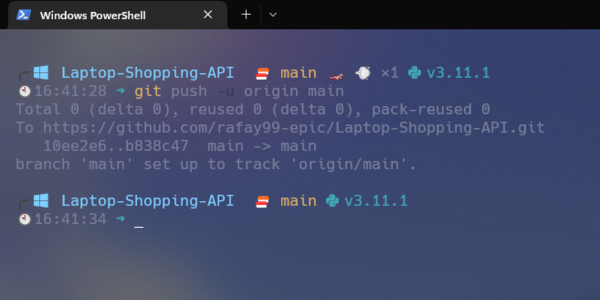 Windows PowerShell
Laptop-Shopping-API main ×1 v3.11.1
16:41:28 → git push -u origin main
Total 0 (delta 0), reused 0 (delta 0), pack-reused 0
To https://github.com/rafay99-epic/Laptop-Shopping-API.git
10ee2e6..b838c47 main -> main
branch 'main' set up to track 'origin/main'.
Laptop-Shopping-API main v3.11.1
16:41:34 → _